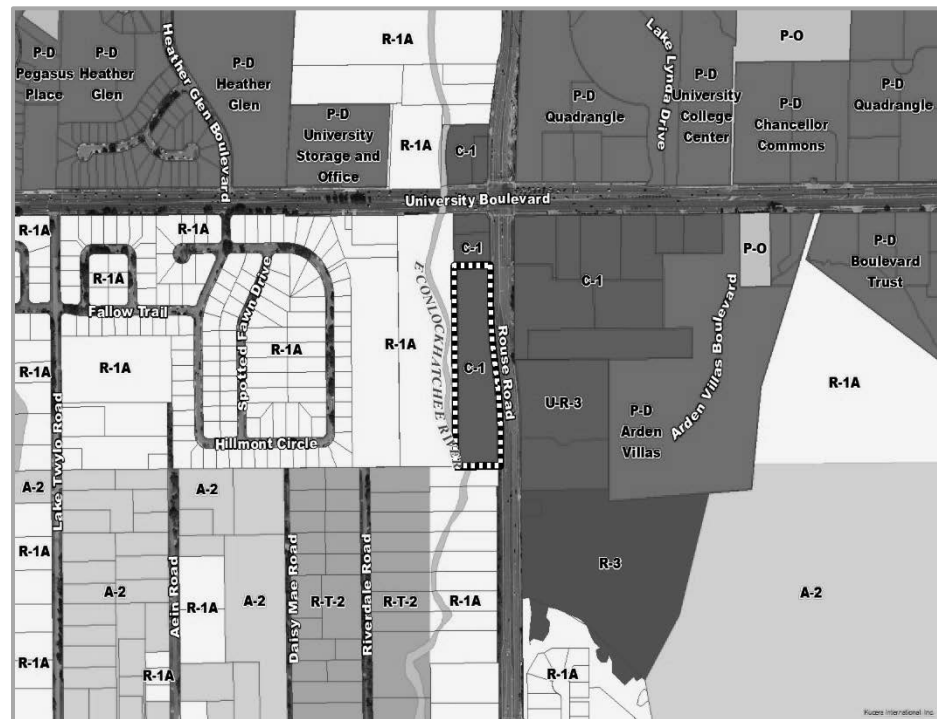 P-D
Pegasus
Place
P-D
Heather
Glen
Heather Glen Boulevard
P-D
Heather
Glen
R-1A
P-D
University
Storage and
Office
R-1A
C-1
P-D
Quadrangle
Lake Lynda Drive
P-D
University
College
Center
P-O
P-D
Chancellor
Commons
P-D
Quadrangle
University Boulevard
R-1A
R-1A
R-1A
Fallow Trail
Spotted Fawn Drive
R-1A
R-1A
ECONLOCKHATCHEE RIVER
C-1
C-1
Rouse Road
C-1
P-O
P-D
Boulevard
Trust
Arden Villas Boulevard
R-1A
R-1A
R-1A
U-R-3
P-D
Arden
Villas
Hillmont Circle
Lake Twylo Road
A-2
A-2
R-1A
A-2
Aein Road
R-1A
A-2
Daisy Mae Road
R-T-2
Riverdale Road
R-T-2
R-1A
R-3
A-2
R-1A
R-1A
R-1A
Kucera International Inc.